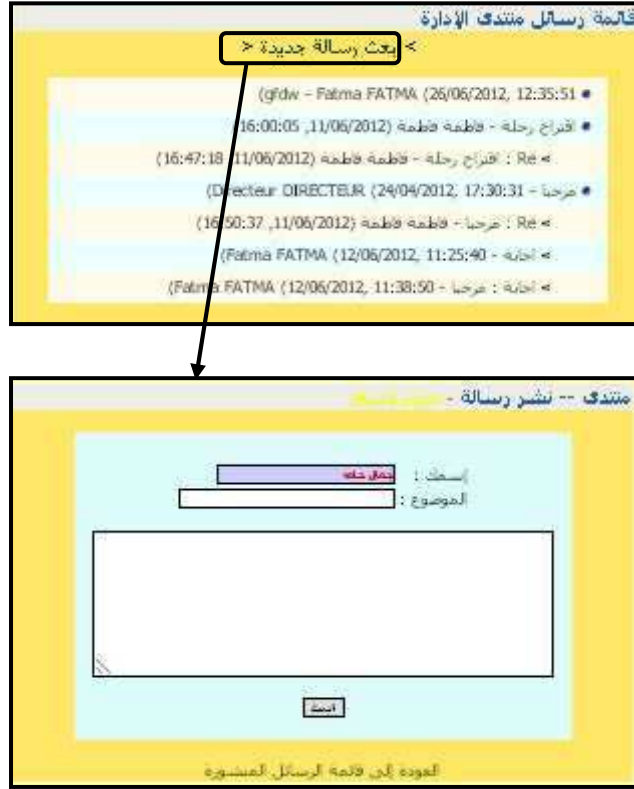 قائمة رسائل منتدى الإدارة
> بعث رسالة جديدة <
gfdw - Fatma FATMA (26/06/2012, 12:35:51)
اقتراح رحلة - فاطمة فاطمة (11/06/2012, 16:00:05)
Re : اقتراح رحلة - فاطمة فاطمة (11/06/2012, 16:47:18)
مرحبا - Directeur DIRECTEUR (24/04/2012, 17:30:31)
Re : مرحبا - فاطمة فاطمة (11/06/2012, 16:50:37)
اجابة - Fatma FATMA (12/06/2012, 11:25:40)
اجابة : مرحبا - Fatma FATMA (12/06/2012, 11:38:50)
منتدى -- نشر رسالة -
إسمك :
الموضوع :
العودة إلى قائمة الرسائل المنشورة